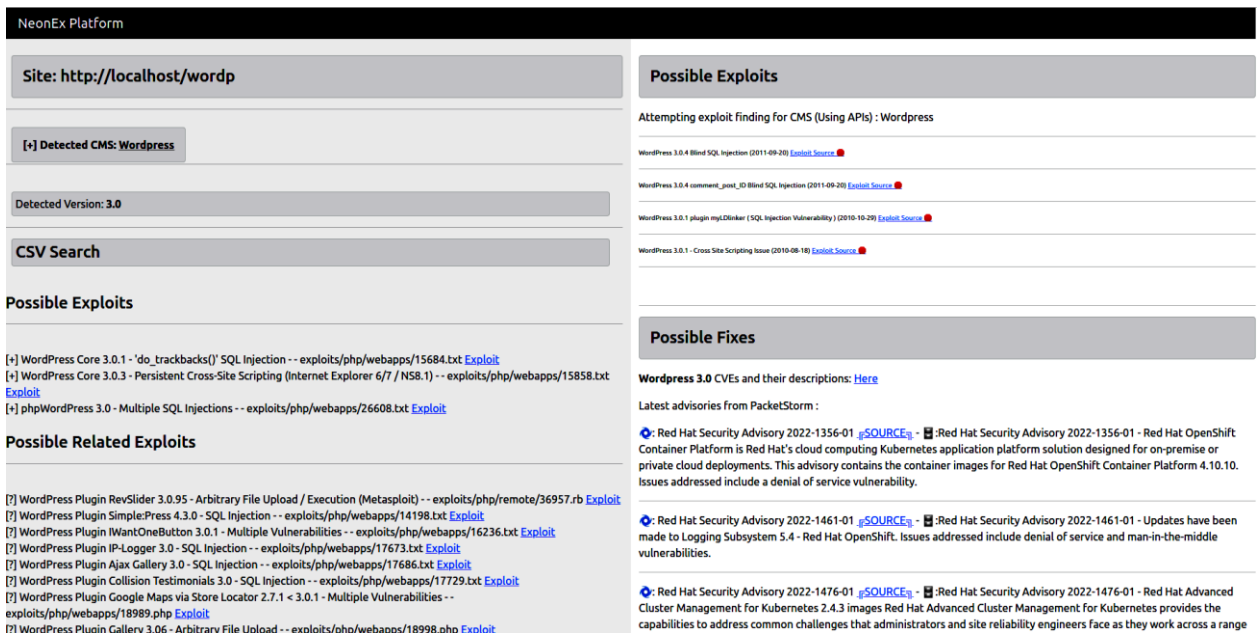 NeonEx Platform
Site: http://localhost/wordp
[+] Detected CMS: Wordpress
Detected Version: 3.0
CSV Search
Possible Exploits
[+] WordPress Core 3.0.1 - 'do_trackbacks()' SQL Injection - - exploits/php/webapps/15684.txt Exploit
[+] WordPress Core 3.0.3 - Persistent Cross-Site Scripting (Internet Explorer 6/7 / NS8.1) - - exploits/php/webapps/15858.txt
Exploit
[+] phpWordPress 3.0 - Multiple SQL Injections - - exploits/php/webapps/26608.txt Exploit
Possible Related Exploits
[?] WordPress Plugin RevSlider 3.0.95 - Arbitrary File Upload / Execution (Metasploit) - - exploits/php/remote/36957.rb Exploit
[?] WordPress Plugin Simple:Press 4.3.0 - SQL Injection - - exploits/php/webapps/14198.txt Exploit
[?] WordPress Plugin IWantOneButton 3.0.1 - Multiple Vulnerabilities - - exploits/php/webapps/16236.txt Exploit
[?] WordPress Plugin IP-Logger 3.0 - SQL Injection - - exploits/php/webapps/17673.txt Exploit
[?] WordPress Plugin Ajax Gallery 3.0 - SQL Injection - - exploits/php/webapps/17686.txt Exploit
[?] WordPress Plugin Collision Testimonials 3.0 - SQL Injection - - exploits/php/webapps/17729.txt Exploit
[?] WordPress Plugin Google Maps via Store Locator 2.7.1 < 3.0.1 - Multiple Vulnerabilities - -
exploits/php/webapps/18989.php Exploit
[?] WordPress Plugin Gallery 3.06 - Arbitrary File Upload - - exploits/php/webapps/18998.php Exploit
Possible Exploits
Attempting exploit finding for CMS (Using APIs) : Wordpress
WordPress 3.0.4 Blind SQL Injection (2011-09-20) Exploit Source
WordPress 3.0.4 comment_post_ID Blind SQL Injection (2011-09-20) Exploit Source
WordPress 3.0.1 plugin myLDlinker ( SQL Injection Vulnerability ) (2010-10-29) Exploit Source
WordPress 3.0.1 - Cross Site Scripting Issue (2010-08-18) Exploit Source
Possible Fixes
Wordpress 3.0 CVEs and their descriptions: Here
Latest advisories from PacketStorm :
: Red Hat Security Advisory 2022-1356-01 『SOURCE』 - :Red Hat Security Advisory 2022-1356-01 - Red Hat OpenShift
Container Platform is Red Hat's cloud computing Kubernetes application platform solution designed for on-premise or
private cloud deployments. This advisory contains the container images for Red Hat OpenShift Container Platform 4.10.10.
Issues addressed include a denial of service vulnerability.
: Red Hat Security Advisory 2022-1461-01 『SOURCE』 - :Red Hat Security Advisory 2022-1461-01 - Updates have been
made to Logging Subsystem 5.4 - Red Hat OpenShift. Issues addressed include denial of service and man-in-the-middle
vulnerabilities.
: Red Hat Security Advisory 2022-1476-01 『SOURCE』 - :Red Hat Security Advisory 2022-1476-01 - Red Hat Advanced
Cluster Management for Kubernetes 2.4.3 images Red Hat Advanced Cluster Management for Kubernetes provides the
capabilities to address common challenges that administrators and site reliability engineers face as they work across a range